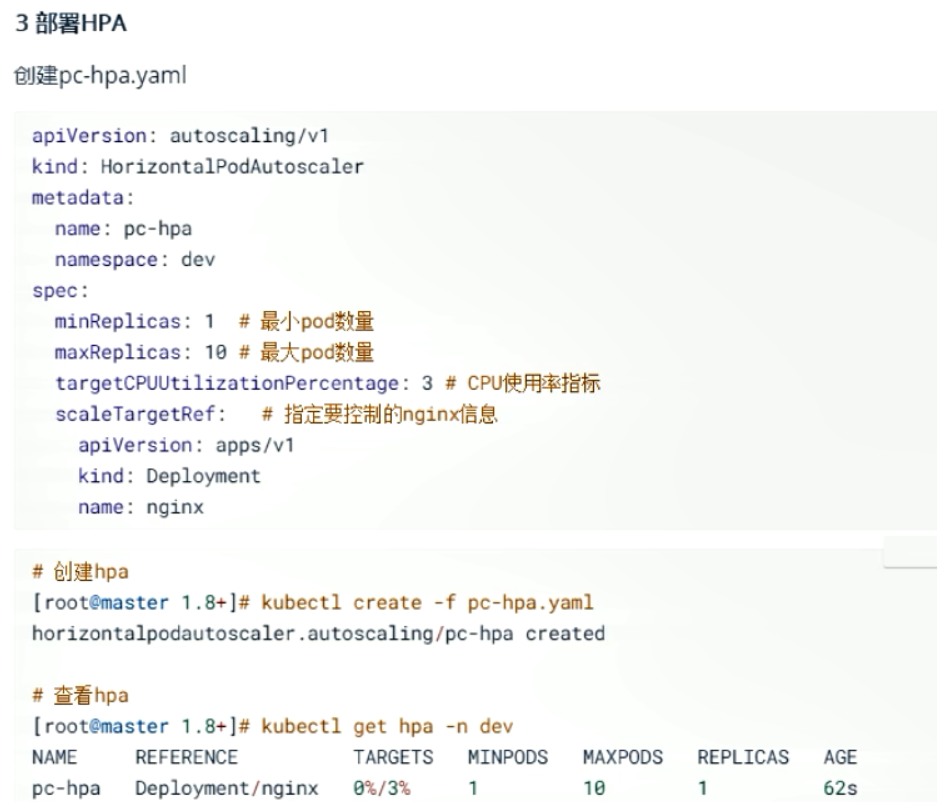 3 部署HPA
创建pc-hpa.yaml
apiVersion: autoscaling/v1
kind: HorizontalPodAutoscaler
metadata:
  name: pc-hpa
  namespace: dev
spec:
  minReplicas: 1  # 最小pod数量
  maxReplicas: 10 # 最大pod数量
  targetCPUUtilizationPercentage: 3 # CPU使用率指标
  scaleTargetRef:   # 指定要控制的nginx信息
    apiVersion: apps/v1
    kind: Deployment
    name: nginx
# 创建hpa
[root@master 1.8+]# kubectl create -f pc-hpa.yaml
horizontalpodautoscaler.autoscaling/pc-hpa created
# 查看hpa
[root@master 1.8+]# kubectl get hpa -n dev
NAME     REFERENCE          TARGETS   MINPODS   MAXPODS   REPLICAS   AGE
pc-hpa   Deployment/nginx   0%/3%     1         10        1          62s